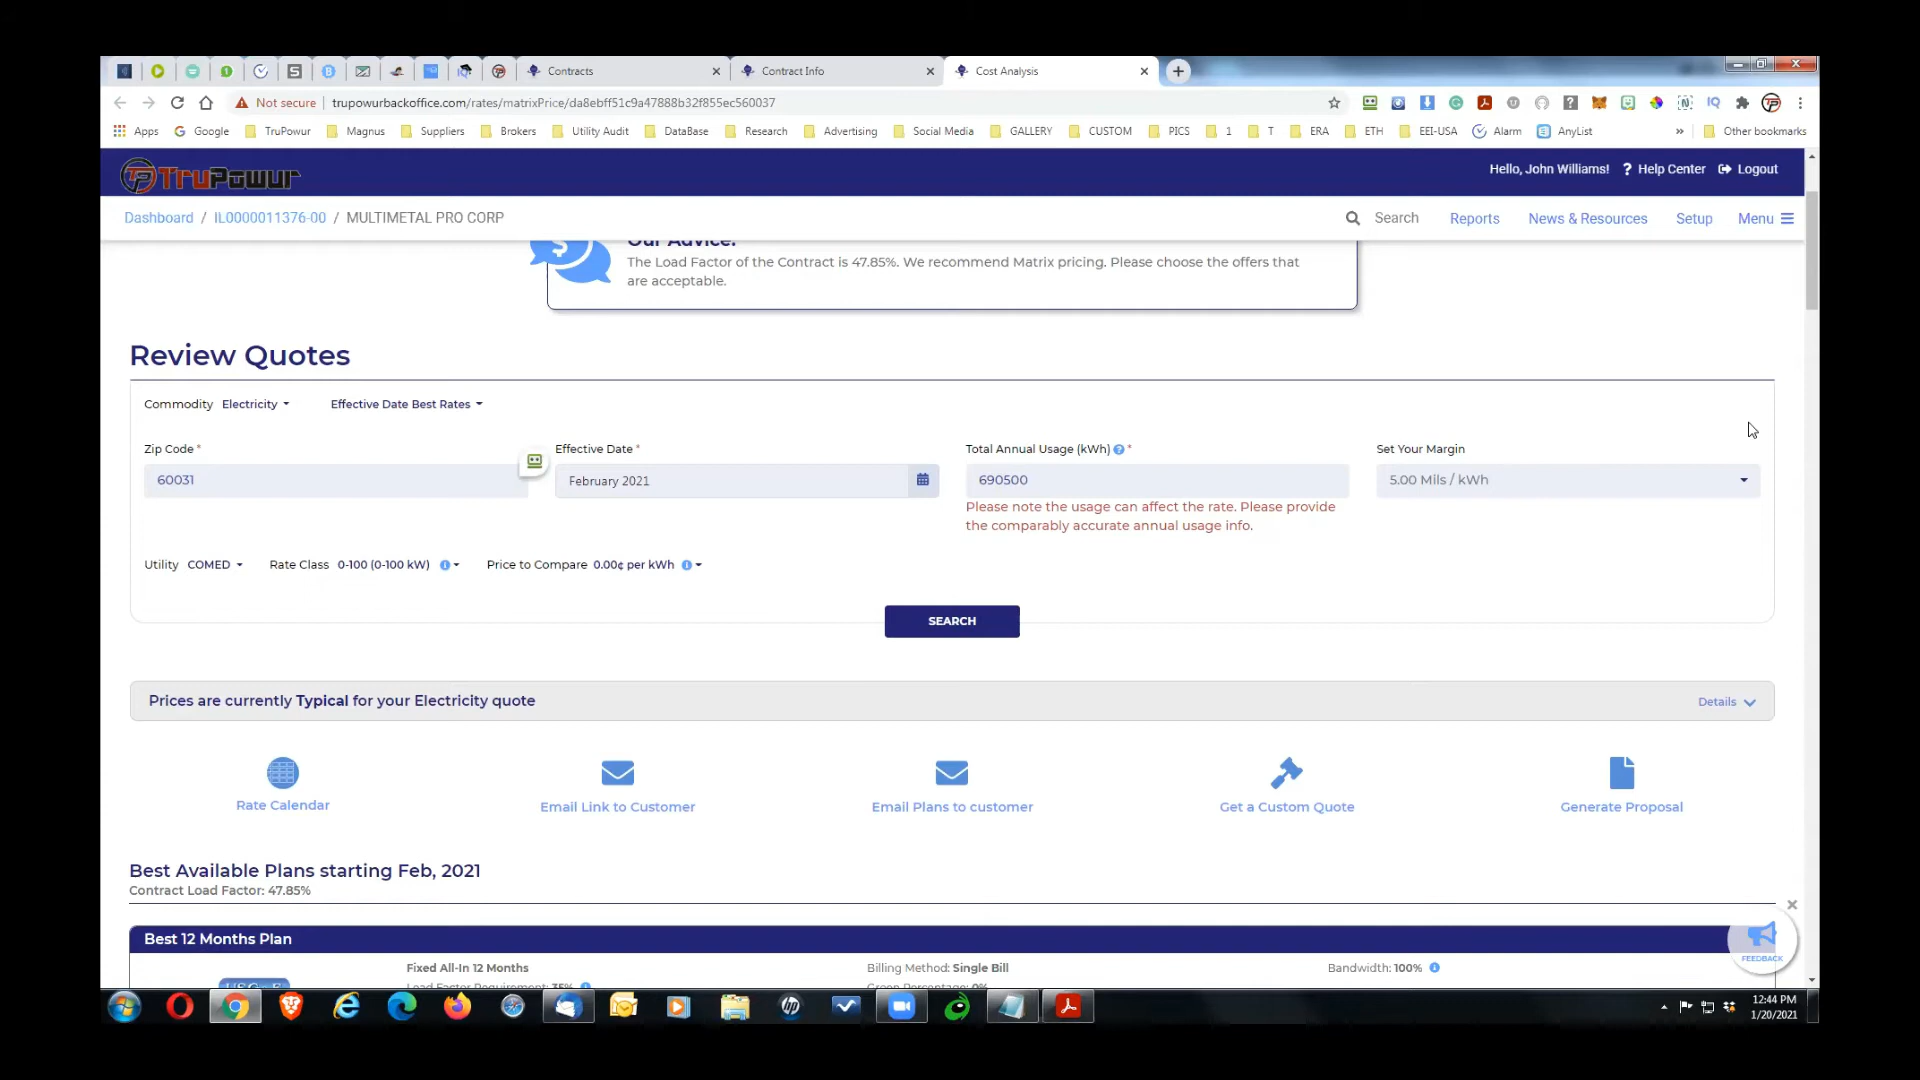 Contracts
Contract Info
Cost Analysis
Not secure
trupowurbackoffice.com/rates/matrixPrice/da8ebff51c9a47888b32f855ec560037
Apps
Google
TruPowur
Magnus
Suppliers
Brokers
Utility Audit
DataBase
Research
Advertising
Social Media
GALLERY
CUSTOM
PICS
1
T
ERA
ETH
EEI-USA
Alarm
AnyList
»
Other bookmarks
TruPowur
Hello, John Williams!
? Help Center
Logout
Dashboard / IL0000011376-00 / MULTIMETAL PRO CORP
Search
Reports
News & Resources
Setup
Menu
Our Advice:
The Load Factor of the Contract is 47.85%. We recommend Matrix pricing. Please choose the offers that
are acceptable.
Review Quotes
Commodity Electricity
Effective Date Best Rates
Zip Code *
Effective Date *
Total Annual Usage (kWh) *
Set Your Margin
60031
February 2021
690500
5.00 Mils / kWh
Please note the usage can affect the rate. Please provide
the comparably accurate annual usage info.
Utility COMED
Rate Class 0-100 (0-100 kW)
Price to Compare 0.00¢ per kWh
SEARCH
Prices are currently Typical for your Electricity quote
Details
Rate Calendar
Email Link to Customer
Email Plans to customer
Get a Custom Quote
Generate Proposal
Best Available Plans starting Feb, 2021
Contract Load Factor: 47.85%
Best 12 Months Plan
FEEDBACK
Fixed All-In 12 Months
Billing Method: Single Bill
Bandwidth: 100%
Load Factor Requirement: 35%
Green Percentage: 0%
12:44 PM
1/20/2021